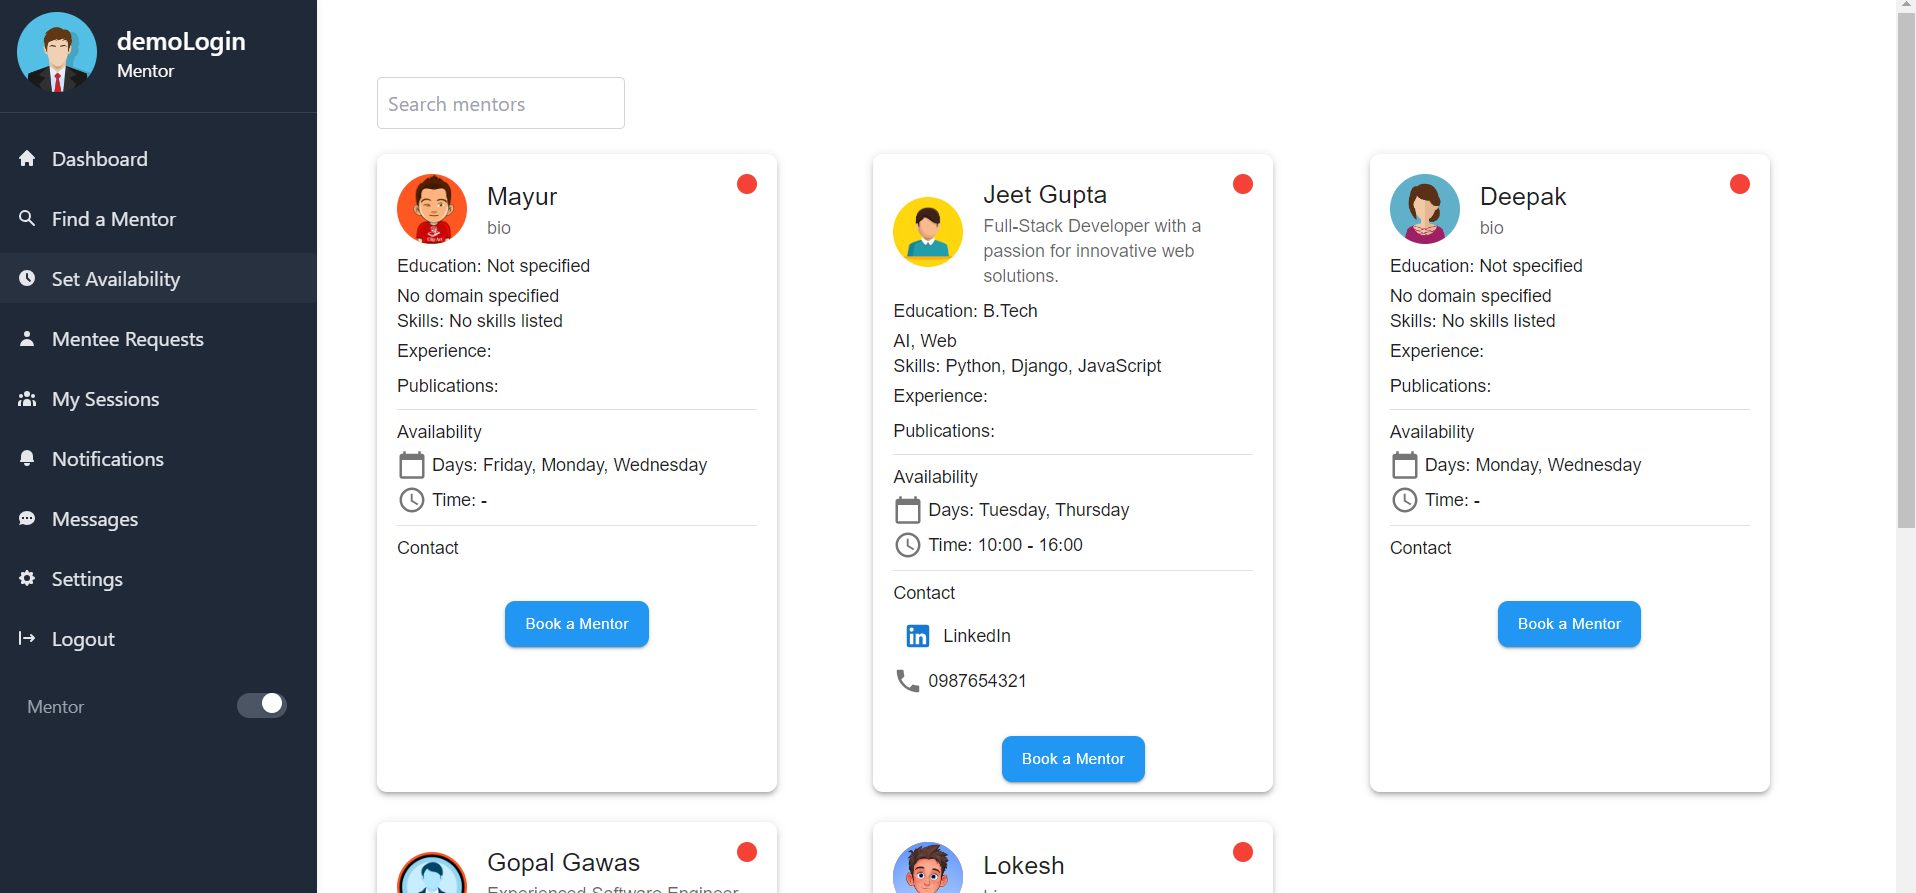 demoLogin
Mentor
Dashboard
Find a Mentor
Set Availability
Mentee Requests
My Sessions
Notifications
Messages
Settings
Logout
Mentor
Search mentors
Mayur
bio
Education: Not specified
No domain specified
Skills: No skills listed
Experience:
Publications:
Availability
Days: Friday, Monday, Wednesday
Time: -
Contact
Book a Mentor
Jeet Gupta
Full-Stack Developer with a
passion for innovative web
solutions.
Education: B.Tech
AI, Web
Skills: Python, Django, JavaScript
Experience:
Publications:
Availability
Days: Tuesday, Thursday
Time: 10:00 - 16:00
Contact
LinkedIn
0987654321
Book a Mentor
Deepak
bio
Education: Not specified
No domain specified
Skills: No skills listed
Experience:
Publications:
Availability
Days: Monday, Wednesday
Time: -
Contact
Book a Mentor
Gopal Gawas
Experienced Software Engineer
Lokesh